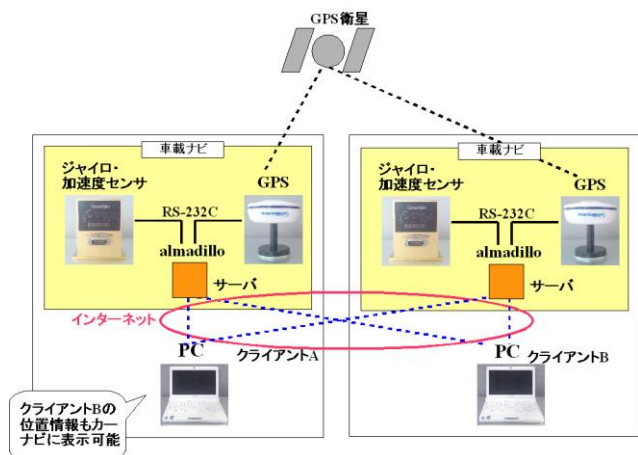 GPS衛星
車載ナビ
ジャイロ・
加速度センサ
GPS
RS-232C
almadillo
サーバ
車載ナビ
ジャイロ・
加速度センサ
GPS
RS-232C
almadillo
サーバ
インターネット
PC
クライアントA
PC
クライアントB
クライアントBの
位置情報もカー
ナビに表示可能